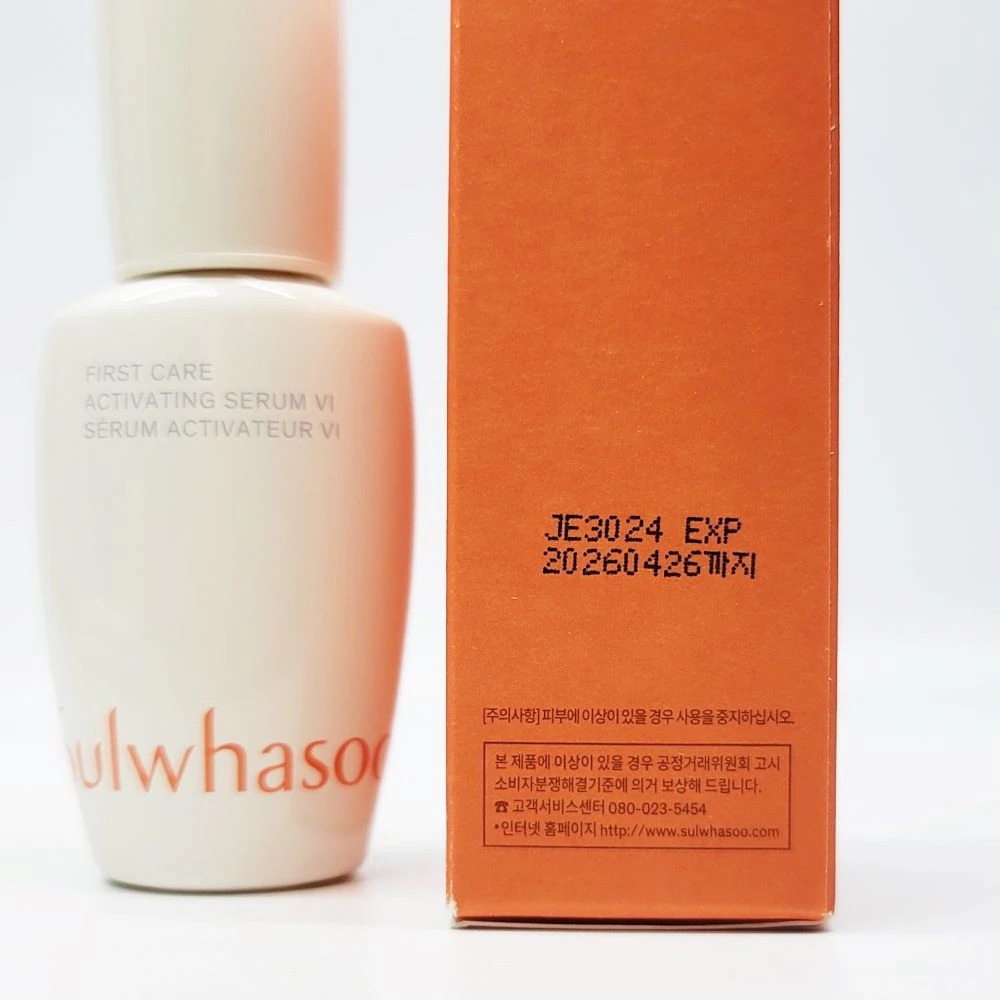 FIRST CARE
ACTIVATING SERUM VI
SÉRUM ACTIVATEUR VI
sulwhasoo
JE3024 EXP
20260426까지
[주의사항] 피부에 이상이 있을 경우 사용을 중지하십시오.
본 제품에 이상이 있을 경우 공정거래위원회 고시
소비자분쟁해결기준에 의거 보상해 드립니다.
☎ 고객서비스센터 080-023-5454
•인터넷 홈페이지 http://www.sulwhasoo.com